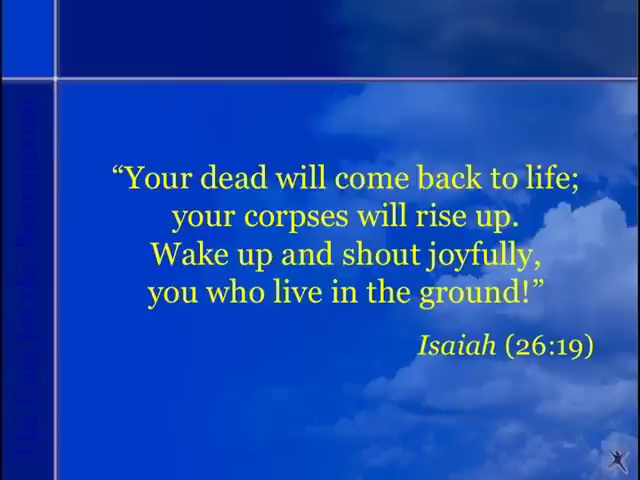 “Your dead will come back to life;
your corpses will rise up.
Wake up and shout joyfully,
you who live in the ground!”
Isaiah (26:19)